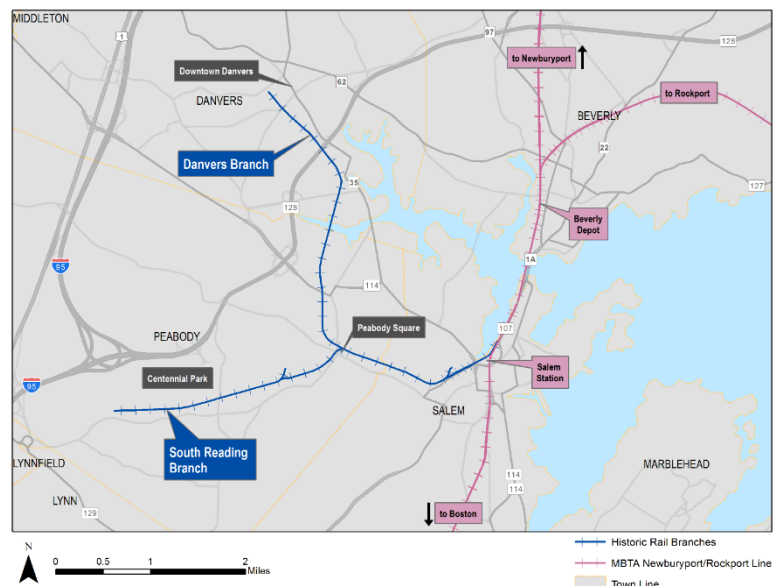 MIDDLETON
1
97
to Newburyport
128
Downtown Danvers
62
to Rockport
DANVERS
BEVERLY
Danvers Branch
22
35
127
128
Beverly
Depot
1A
95
114
Peabody Square
107
PEABODY
Centennial Park
Salem
Station
95
SALEM
South Reading
Branch
LYNNFIELD
MARBLEHEAD
114
114
LYNN
129
to Boston
N
0 0.5 1 2
Miles
Historic Rail Branches
MBTA Newburyport/Rockport Line
Town Line